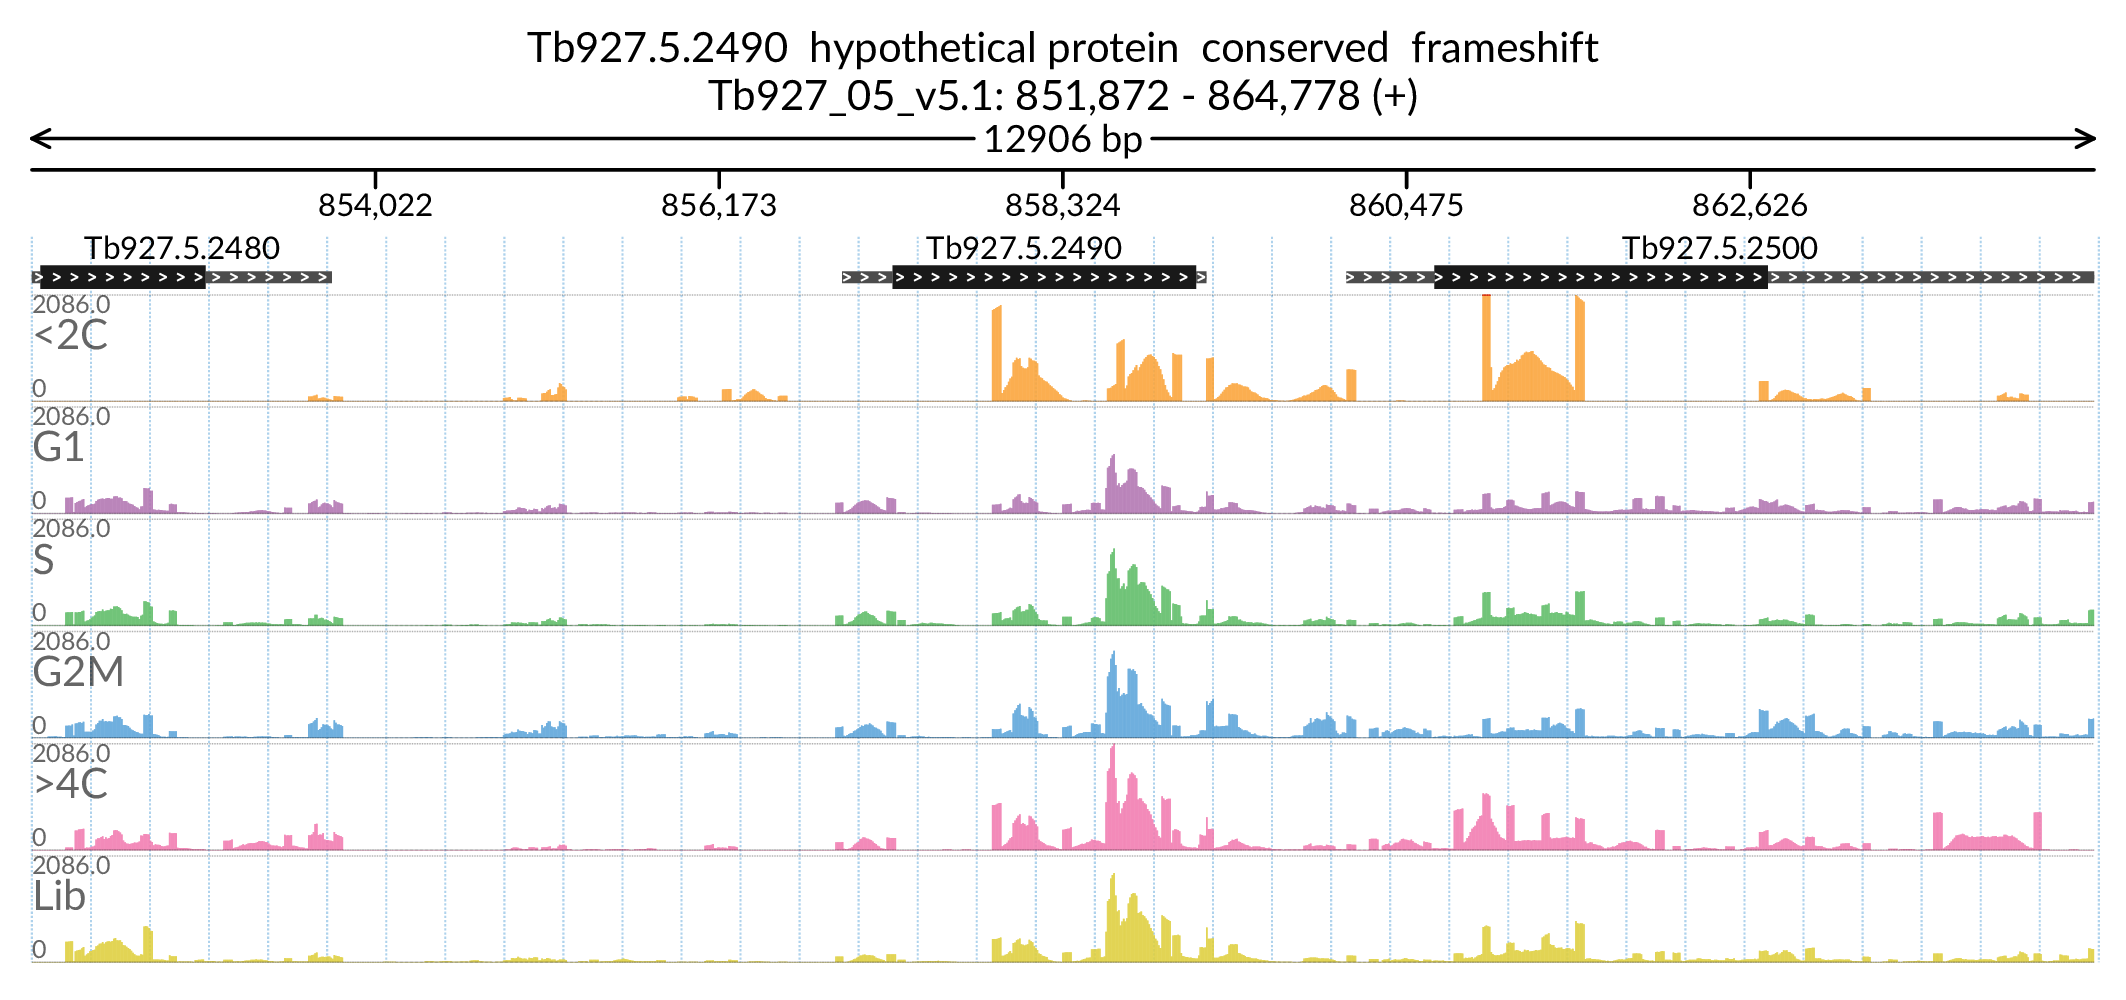 Tb927.5.2490  hypothetical protein  conserved  frameshift
Tb927_05_v5.1: 851,872 - 864,778 (+)
12906 bp
854,022 856,173 858,324 860,475 862,626
Tb927.5.2480 Tb927.5.2490 Tb927.5.2500
2086.0
<2C
0
2086.0
G1
0
2086.0
S
0
2086.0
G2M
0
2086.0
>4C
0
2086.0
Lib
0